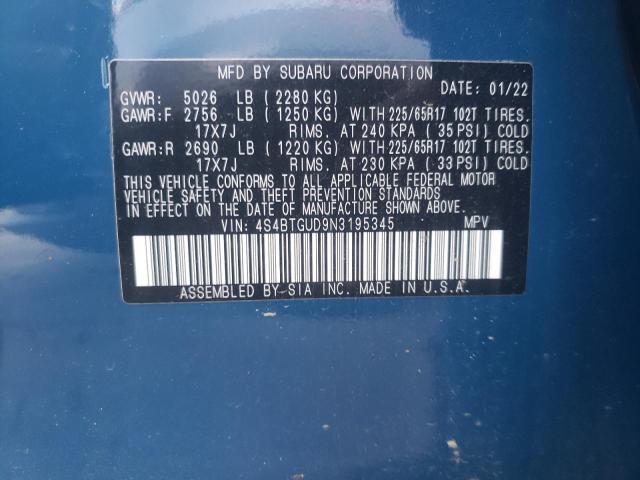 MFD BY SUBARU CORPORATION
DATE: 01/22
GVWR: 5026 LB ( 2280 KG)
GAWR:F 2756 LB ( 1250 KG) WITH 225/65R17 102T TIRES,
17X7J RIMS, AT 240 KPA ( 35 PSI) COLD
GAWR:R 2690 LB ( 1220 KG) WITH 225/65R17 102T TIRES,
17X7J RIMS, AT 230 KPA ( 33 PSI) COLD
THIS VEHICLE CONFORMS TO ALL APPLICABLE FEDERAL MOTOR
VEHICLE SAFETY AND THEFT PREVENTION STANDARDS
IN EFFECT ON THE DATE OF MANUFACTURE SHOWN ABOVE.
VIN: 4S4BTGUD9N3195345 MPV
ASSEMBLED BY SIA INC. MADE IN U.S.A.